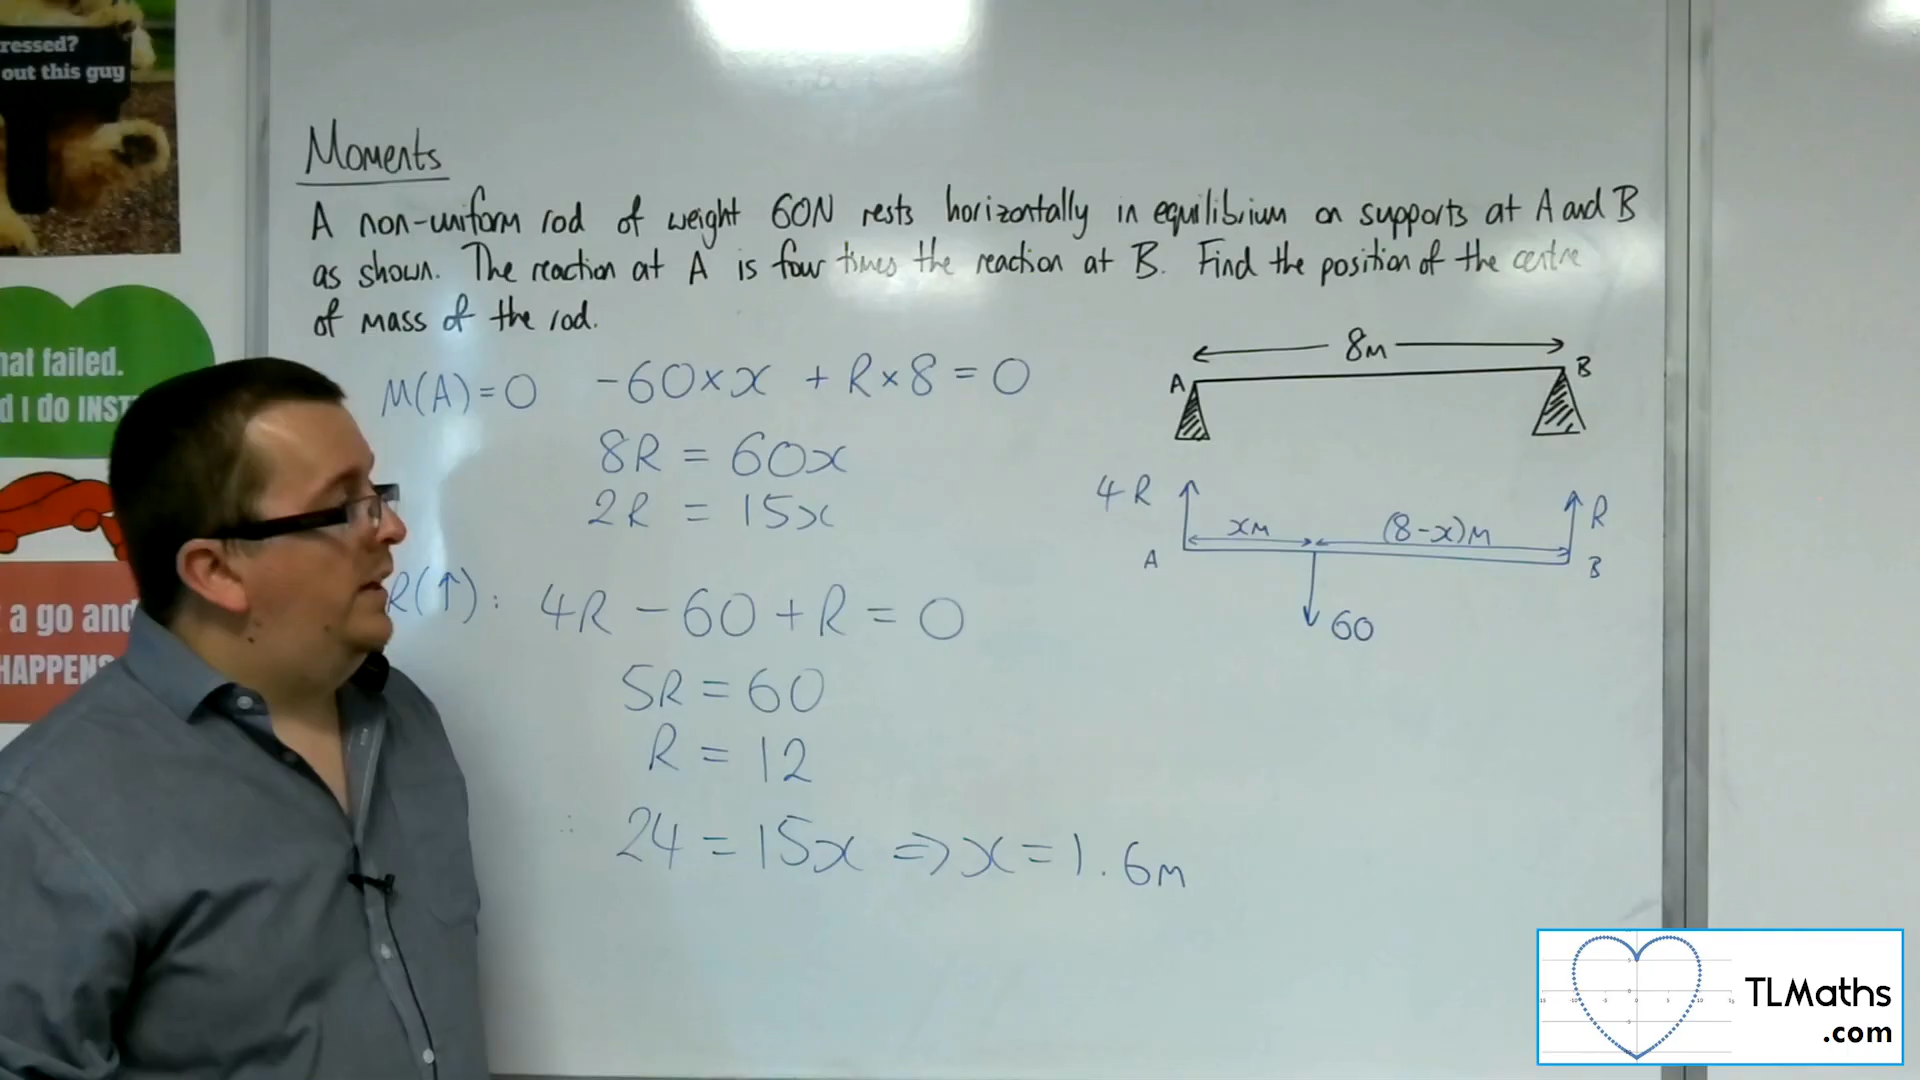 ressed?
out this guy
hat failed.
d I do INST
a go and
HAPPENS
Moments
A non-uniform rod of weight 60N rests horizontally in equilibrium on supports at A and B
as shown. The reaction at A is four times the reaction at B. Find the position of the centre
of mass of the rod.
M(A)=0 -60×x + R×8 = 0
8R = 60x
2R = 15x
R(↑): 4R - 60 + R = 0
5R = 60
R = 12
∴ 24 = 15x ⇒ x = 1.6m
8m
A B
4R R
xm (8-x)m
A B
60
TLMaths
.com